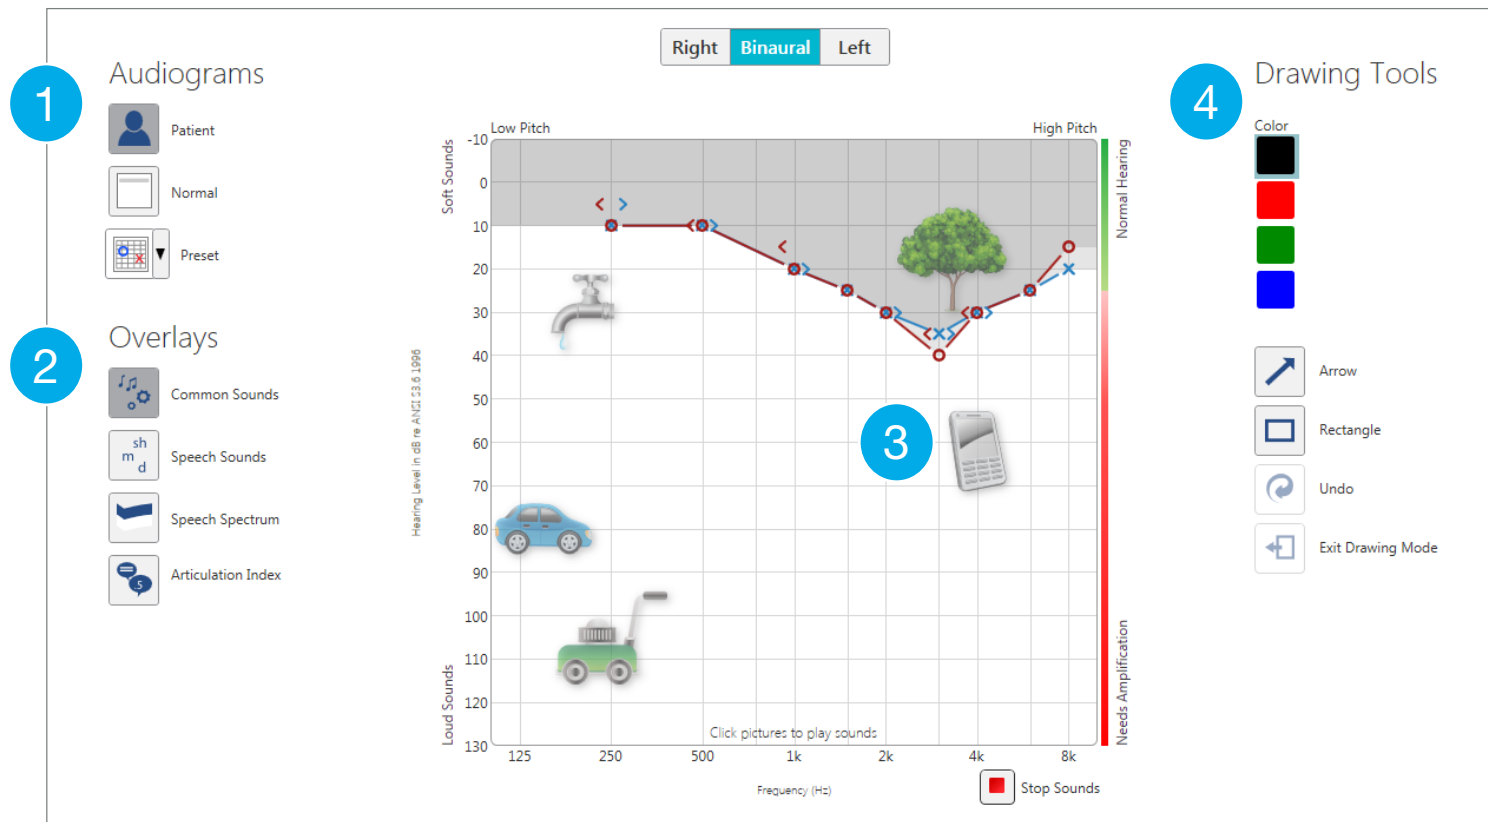 Right Binaural Left
1
Audiograms
Patient
Normal
Preset
2
Overlays
Common Sounds
sh
m
d
Speech Sounds
Speech Spectrum
.5
Articulation Index
Low Pitch High Pitch
Soft Sounds
Loud Sounds
Hearing Level in dB re ANSI S3.6 1996
-10
0
10
20
30
40
50
60
70
80
90
100
110
120
130
3
Click pictures to play sounds
125 250 500 1k 2k 4k 8k
Frequency (Hz)
Stop Sounds
Normal Hearing
Needs Amplification
4
Drawing Tools
Color
Arrow
Rectangle
Undo
Exit Drawing Mode